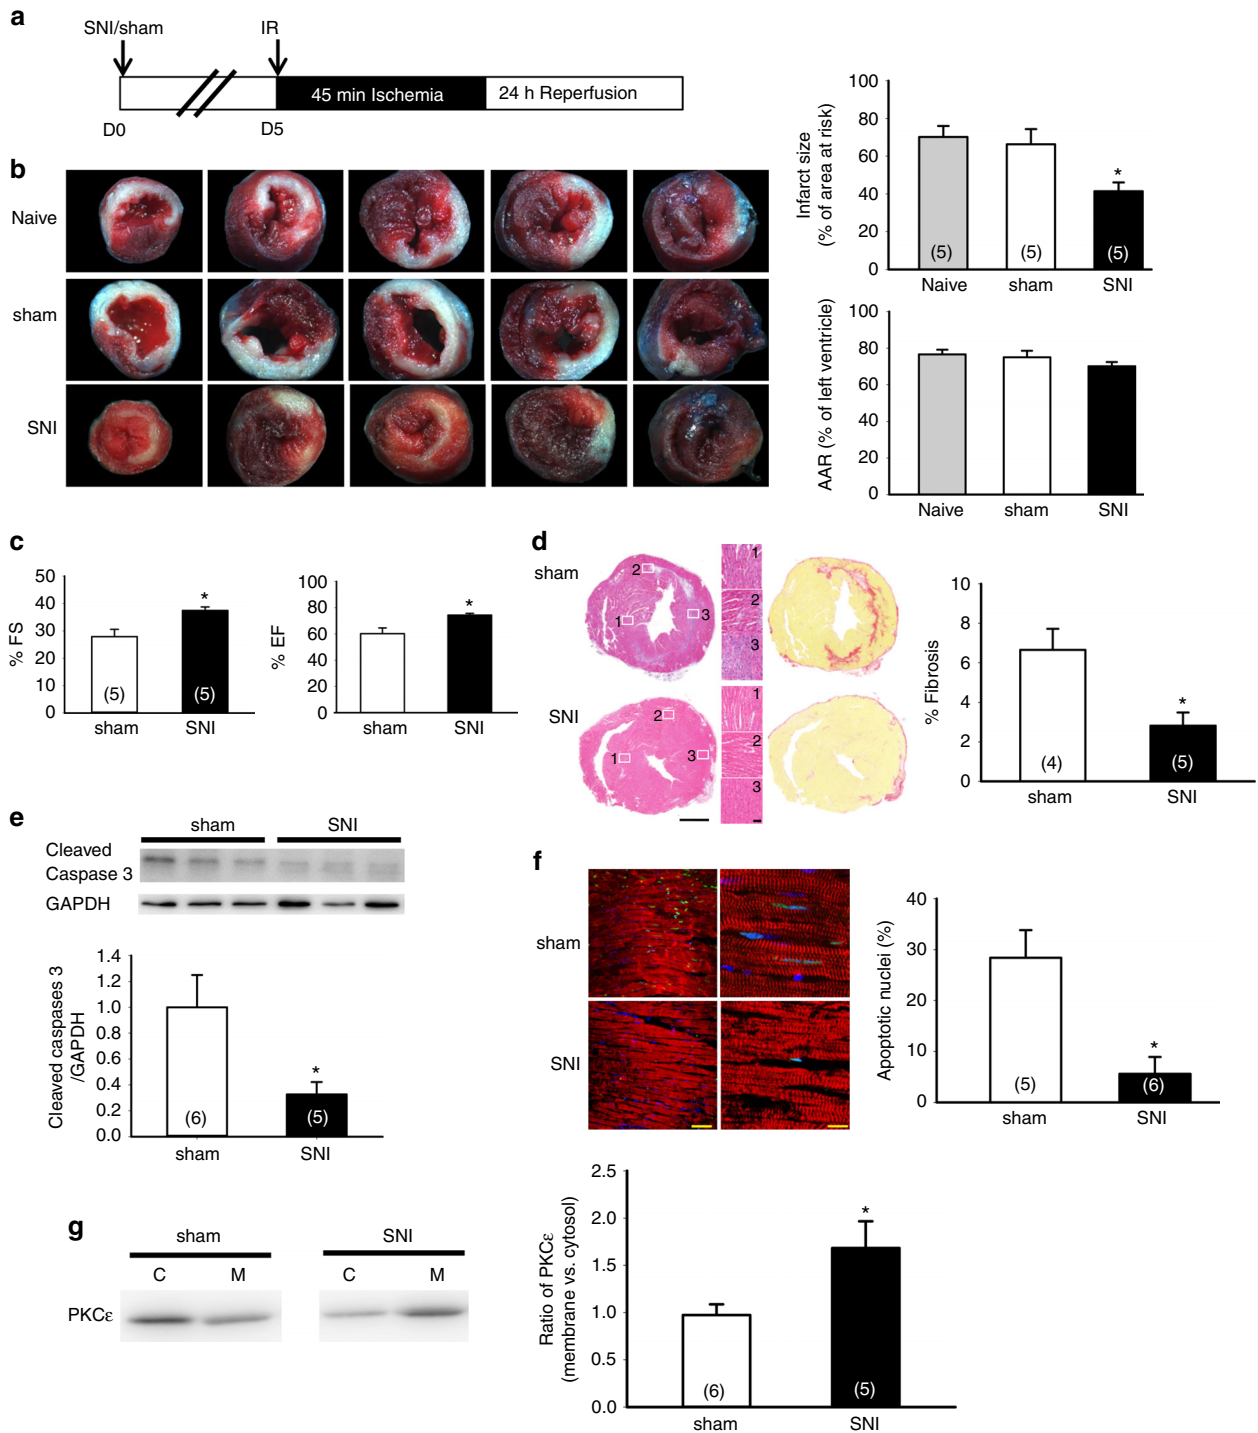 a
SNI/sham
IR
45 min Ischemia
24 h Reperfusion
D0
D5
b
Naive
sham
SNI
Infarct size
(% of area at risk)
100
80
60
40
20
0
*
(5)
(5)
(5)
Naive
sham
SNI
AAR (% of left ventricle)
100
80
60
40
20
0
Naive
sham
SNI
c
% FS
50
40
30
20
10
0
*
(5)
(5)
sham
SNI
% EF
100
80
60
40
20
0
*
sham
SNI
d
sham
2
1
3
1
2
3
SNI
2
1
3
1
2
3
% Fibrosis
10
8
6
4
2
0
*
(4)
(5)
sham
SNI
e
sham
SNI
Cleaved
Caspase 3
GAPDH
Cleaved caspases 3
/GAPDH
1.4
1.2
1.0
0.8
0.6
0.4
0.2
0.0
*
(6)
(5)
sham
SNI
f
sham
SNI
Apoptotic nuclei (%)
40
30
20
10
0
*
(5)
(6)
sham
SNI
g
sham
SNI
C
M
C
M
PKCε
Ratio of PKCε
(membrane vs. cytosol)
2.5
2.0
1.5
1.0
0.5
0.0
*
(6)
(5)
sham
SNI